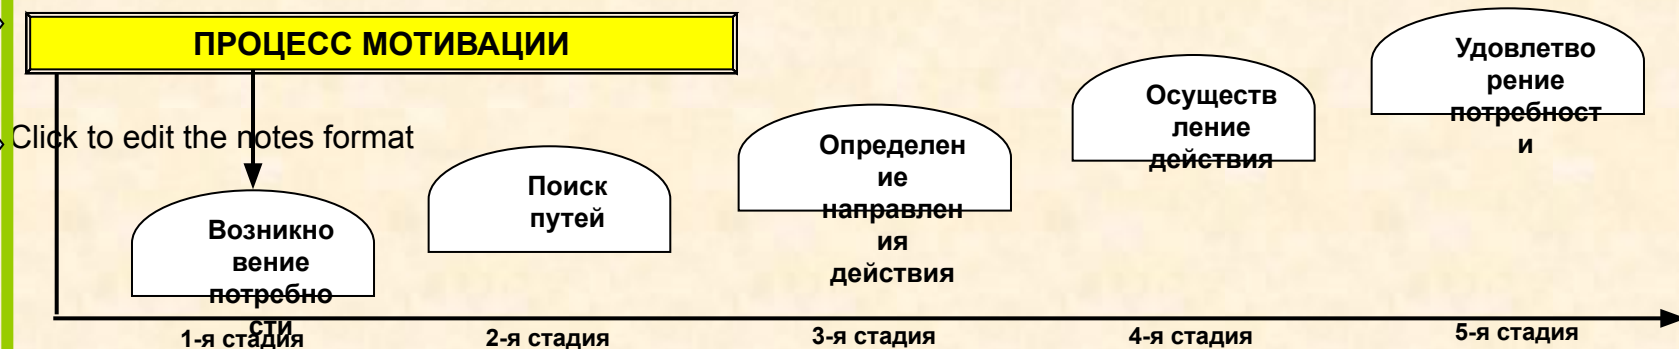 ПРОЦЕСС МОТИВАЦИИ
Click to edit the notes format
Возникно
вение
потребно
сти
Поиск
путей
Определен
ие
направлен
ия
действия
Осуществ
ление
действия
Удовлетво
рение
потребност
и
1-я стадия
2-я стадия
3-я стадия
4-я стадия
5-я стадия